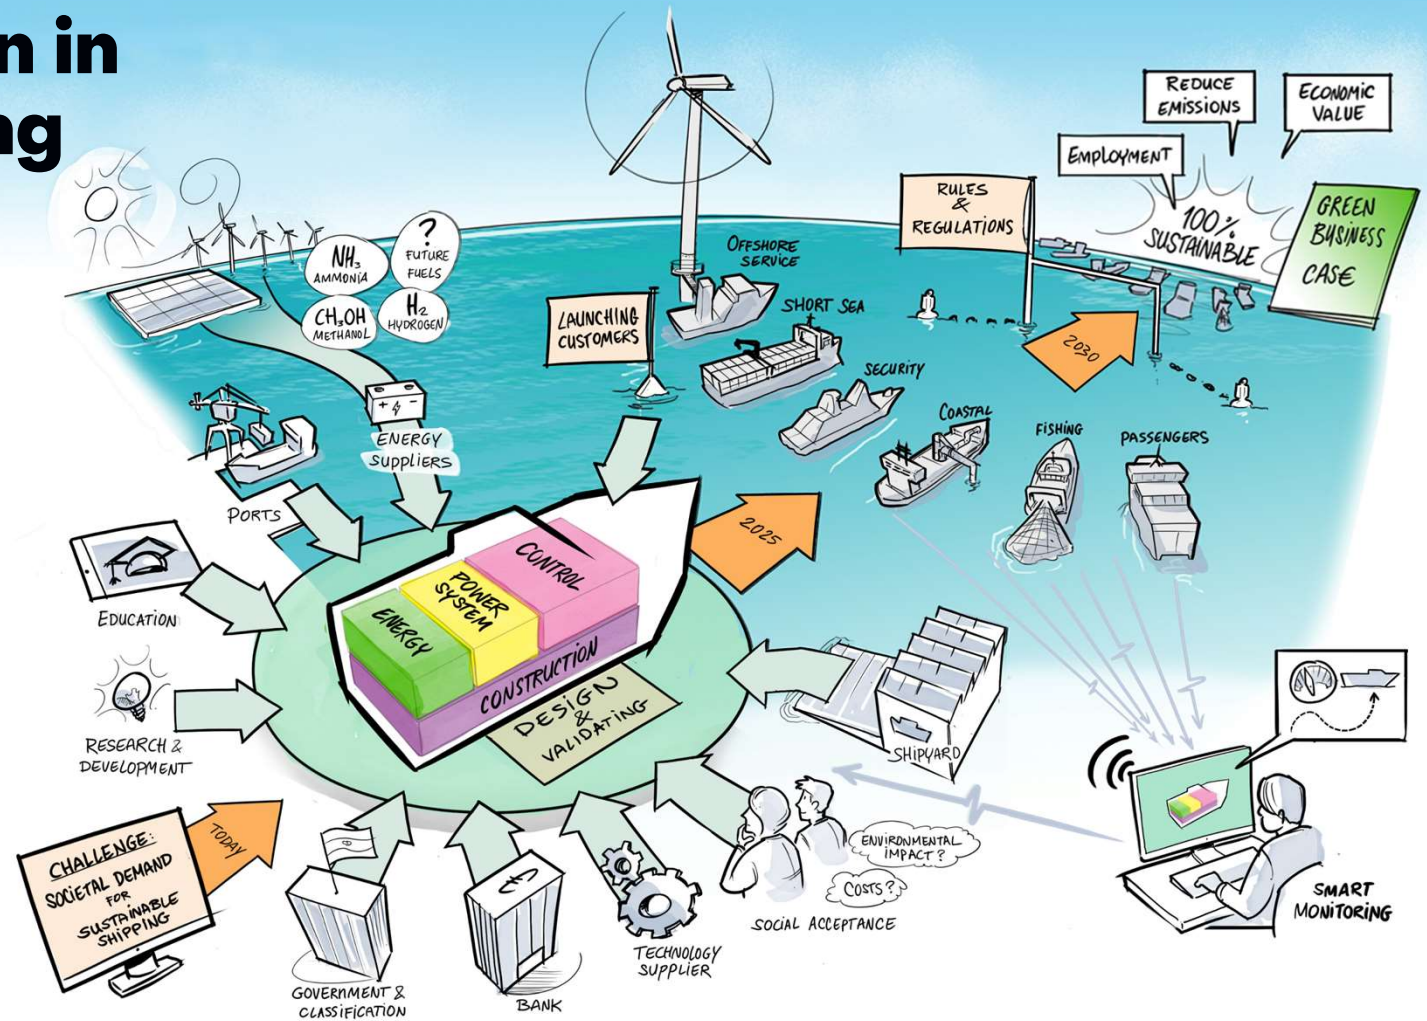 n in
ng
REDUCE
EMISSIONS
ECONOMIC
VALUE
EMPLOYMENT
100%
SUSTAINABLE
GREEN
BUSINESS
CASE
RULES
&
REGULATIONS
2030
OFFSHORE
SERVICE
SHORT SEA
SECURITY
COASTAL
FISHING
PASSENGERS
LAUNCHING
CUSTOMERS
NH₃
AMMONIA
?
FUTURE
FUELS
CH₃OH
METHANOL
H₂
HYDROGEN
+ -
ENERGY
SUPPLIERS
PORTS
EDUCATION
RESEARCH &
DEVELOPMENT
CONTROL
POWER
SYSTEM
ENERGY
CONSTRUCTION
DESIGN
&
VALIDATING
2025
SHIPYARD
CHALLENGE:
SOCIETAL DEMAND
FOR
SUSTAINABLE
SHIPPING
TODAY
GOVERNMENT &
CLASSIFICATION
BANK
TECHNOLOGY
SUPPLIER
ENVIRONMENTAL
IMPACT?
COSTS?
SOCIAL ACCEPTANCE
SMART
MONITORING